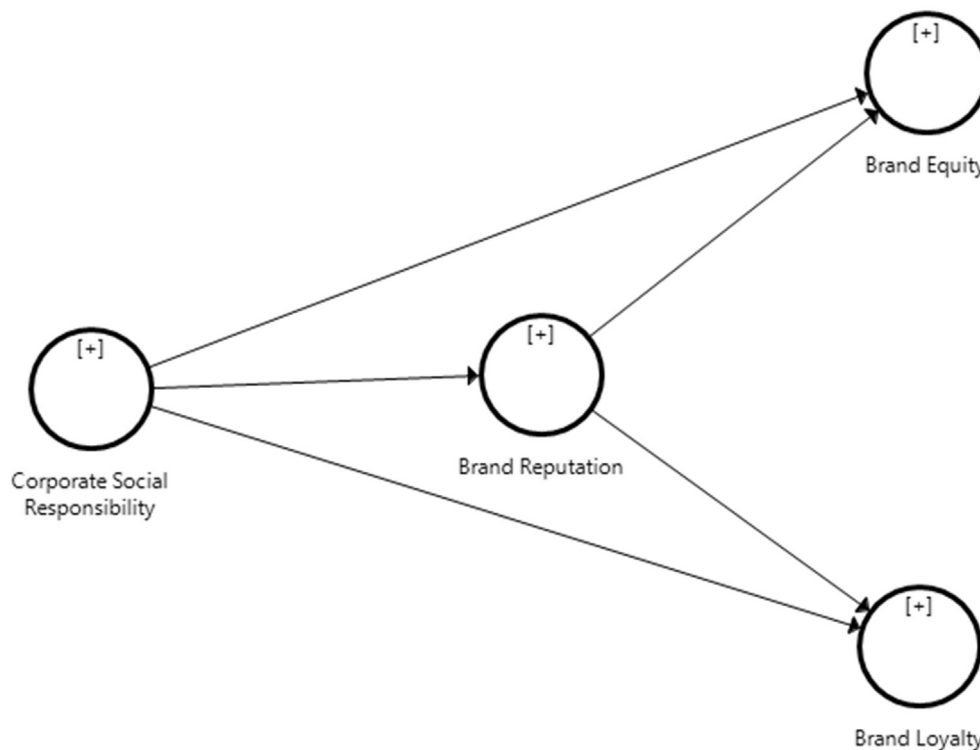 [+]
Brand Equity
[+]
Corporate Social
Responsibility
[+]
Brand Reputation
[+]
Brand Loyalty